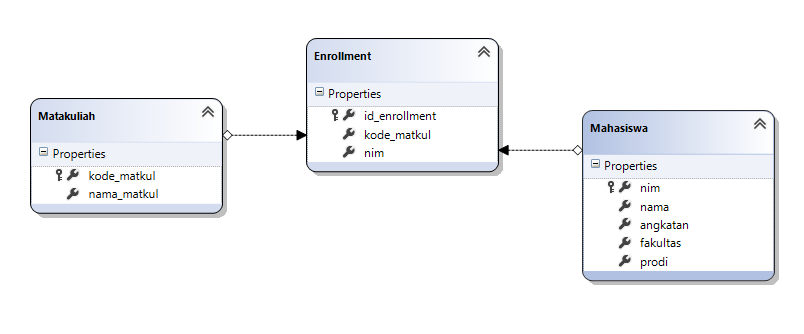 Matakuliah
Properties
kode_matkul
nama_matkul
Enrollment
Properties
id_enrollment
kode_matkul
nim
Mahasiswa
Properties
nim
nama
angkatan
fakultas
prodi